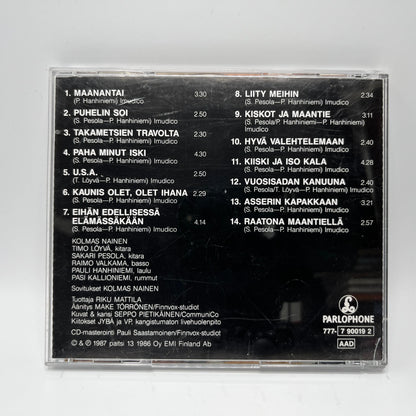 1. MAANANTAI 3.30
(P. Hanhiniemi) Imudico
2. PUHELIN SOI 2.50
(S. Pesola—P. Hanhiniemi) Imudico
3. TAKAMETSIEN TRAVOLTA 2.40
(S. Pesola—P. Hanhiniemi) Imudico
4. PAHA MINUT ISKI 4.30
(S. Pesola—P. Hanhiniemi) Imudico
5. U.S.A. 2.50
(T. Löyvä—P. Hanhiniemi) Imudico
6. KAUNIS OLET, OLET IHANA 2.29
(S. Pesola—P. Hanhiniemi) Imudico
7. EIHÄN EDELLISESSÄ
ELÄMÄSSÄKÄÄN 4.14
(S. Pesola—P. Hanhiniemi) Imudico
KOLMAS NAINEN
TIMO LÖYVÄ, kitara
SAKARI PESOLA, kitara
RAIMO VALKAMA, basso
PAULI HANHINIEMI, laulu
PASI KALLIONIEMI, rummut
Sovitukset KOLMAS NAINEN
Tuottaja RIKU MATTILA
Äänitys MAKE TÖRRÖNEN/Finnvox-studiot
Kuvat & kansi SEPPO PIETIKÄINEN/CommuniCo
Kiitokset JYBÄ ja VP, kangistumaton livehuolenpito
CD-masterointi Pauli Saastamoinen/Finnvox-studiot
© & ℗ 1987 paitsi 13 1986 Oy EMI Finland Ab
8. LIITY MEIHIN 2.34
(S. Pesola—P. Hanhiniemi) Imudico
9. KISKOT JA MAANTIE 3.11
(S. Pesola/P. Hanhiniemi—P. Hanhiniemi) Imudico
10. HYVÄ VALEHTELEMAAN 2.40
(S. Pesola—P. Hanhiniemi) Imudico
11. KIISKI JA ISO KALA 4.28
(S. Pesola—P. Hanhiniemi) Imudico
12. VUOSISADAN KANUUNA
(S. Pesola/T. Löyvä—P. Hanhiniemi) Imudico
13. ASSERIN KAPAKKAAN
(S. Pesola—P. Hanhiniemi) Imudico
14. RAATONA MAANTIELLÄ 2.57
(S. Pesola—P. Hanhiniemi) Imudico
PARLOPHONE
777- 7 90019 2
AAD